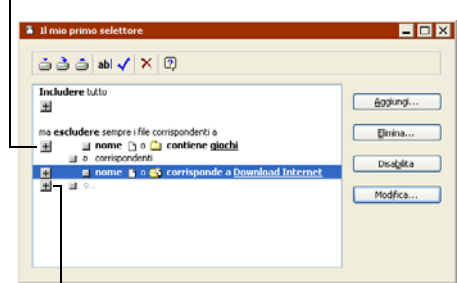 Il mio primo selettore
abl
Includere tutto
ma escludere sempre i file corrispondenti a
nome o contiene giochi
o corrispondenti
nome o corrisponde a Download Internet
o...
Aggiungi...
Elimina...
Disabilita
Modifica...